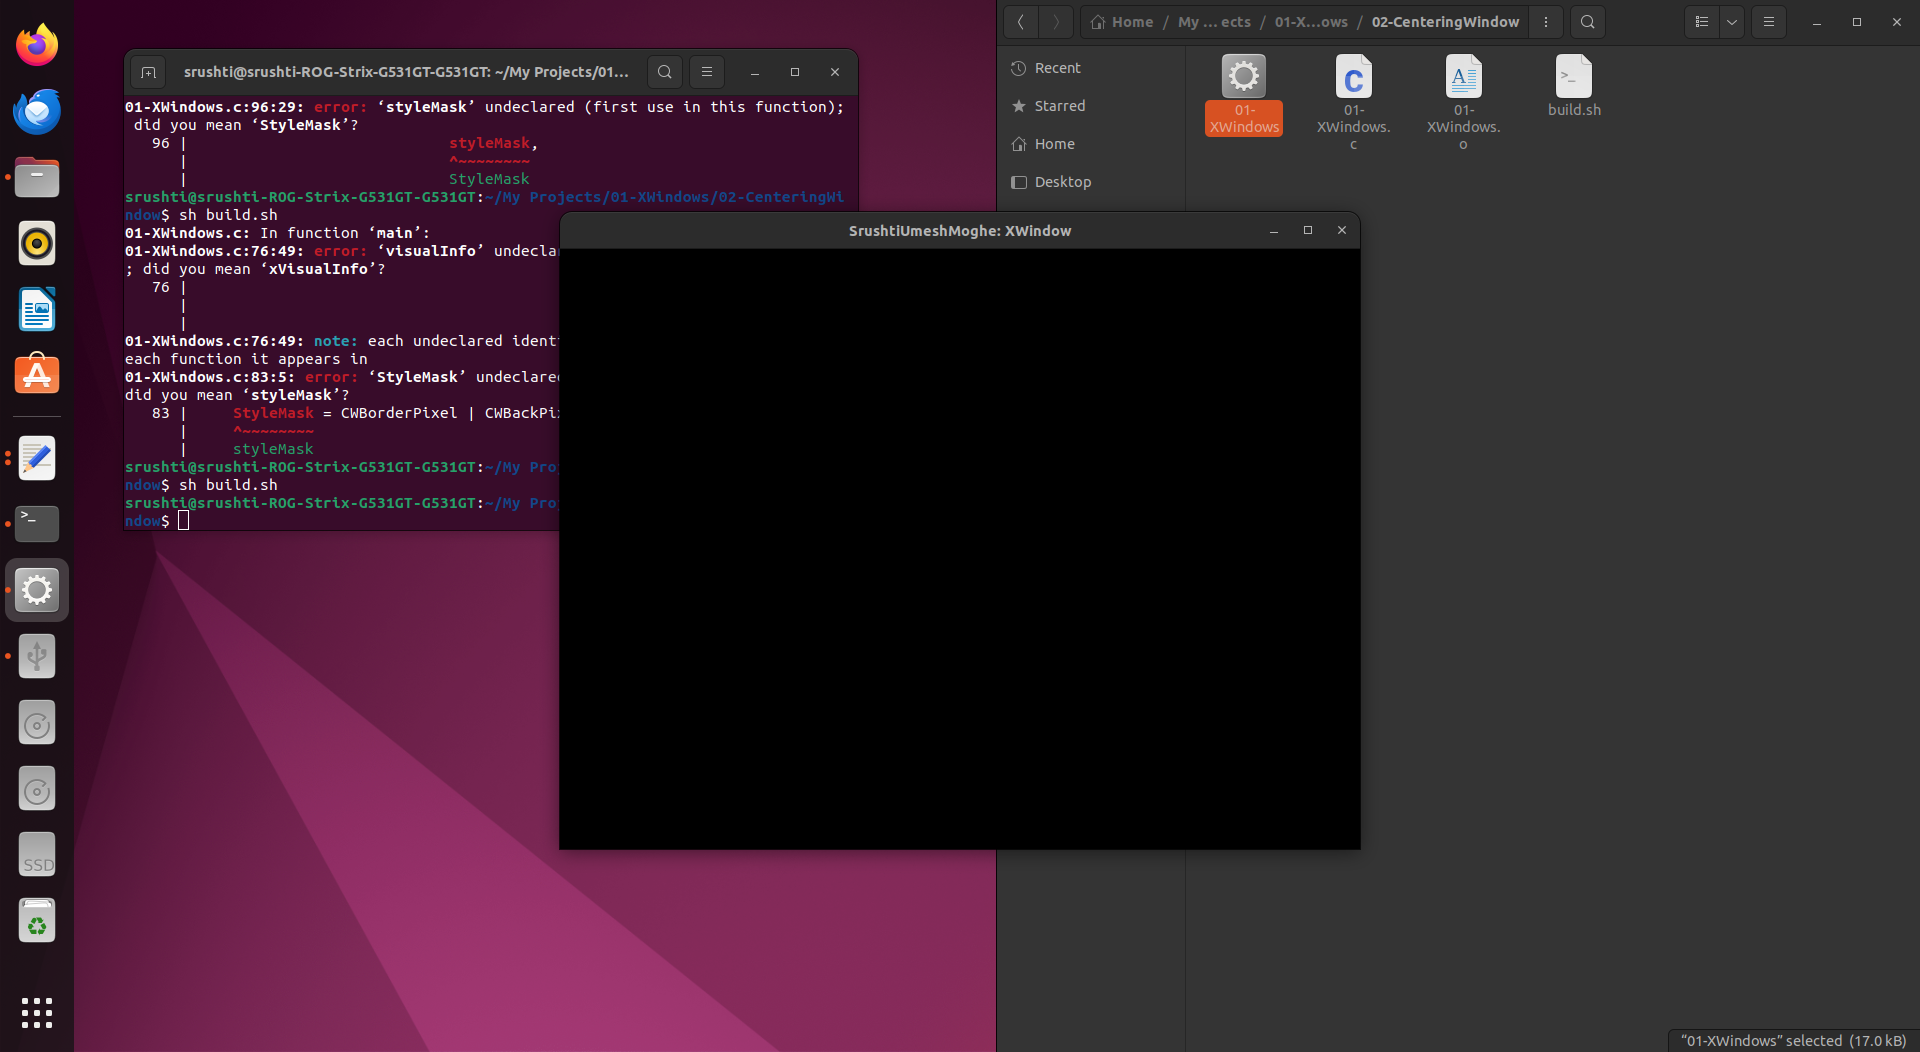 srushti@srushti-ROG-Strix-G531GT-G531GT: ~/My Projects/01...
01-XWindows.c:96:29: error: ‘styleMask’ undeclared (first use in this function);
did you mean ‘StyleMask’?
96 | styleMask,
| ^~~~~~~~~
| StyleMask
srushti@srushti-ROG-Strix-G531GT-G531GT:~/My Projects/01-XWindows/02-CenteringWi
ndow$ sh build.sh
01-XWindows.c: In function ‘main’:
01-XWindows.c:76:49: error: ‘visualInfo’ undecla
; did you mean ‘xVisualInfo’?
76 |
|
|
01-XWindows.c:76:49: note: each undeclared ident
each function it appears in
01-XWindows.c:83:5: error: ‘StyleMask’ undeclare
did you mean ‘styleMask’?
83 | StyleMask = CWBorderPixel | CWBackPi
| ^~~~~~~~~
| styleMask
srushti@srushti-ROG-Strix-G531GT-G531GT:~/My Pro
ndow$ sh build.sh
srushti@srushti-ROG-Strix-G531GT-G531GT:~/My Pro
ndow$
SrushtiUmeshMoghe: XWindow
Home / My ... ects / 01-X...ows / 02-CenteringWindow
Recent
Starred
Home
Desktop
01-
XWindows
01-
XWindows.
c
01-
XWindows.
o
build.sh
SSD
“01-XWindows” selected (17.0 kB)